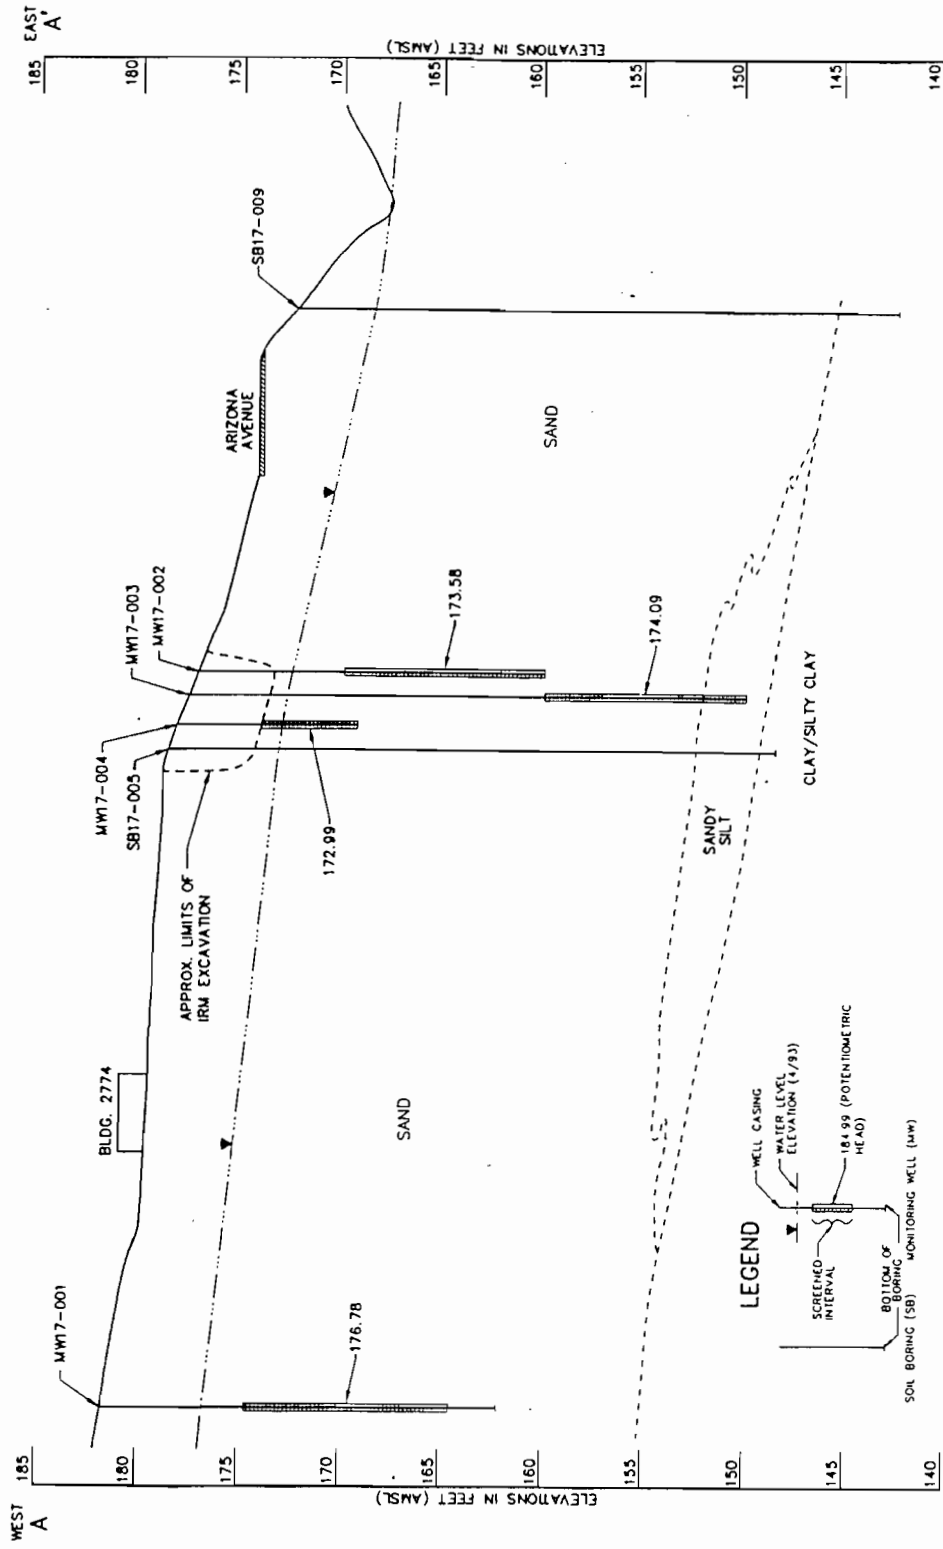 WEST
A
EAST
A'
185
180
175
170
165
160
155
150
145
140
ELEVATIONS IN FEET (AMSL)
185
180
175
170
165
160
155
150
145
140
ELEVATIONS IN FEET (AMSL)
MW17-001
BLDG. 2774
APPROX. LIMITS OF
IRM EXCAVATION
SB17-005
MW17-004
MW17-003
MW17-002
ARIZONA
AVENUE
SB17-009
176.78
172.99
173.58
174.09
SAND
SAND
SANDY
SILT
CLAY/SILTY CLAY
LEGEND
WELL CASING
WATER LEVEL
ELEVATION (4/93)
SCREENED
INTERVAL
184.99 (POTENTIOMETRIC
HEAD)
BOTTOM OF
BORING
SOIL BORING (SB)
MONITORING WELL (MW)